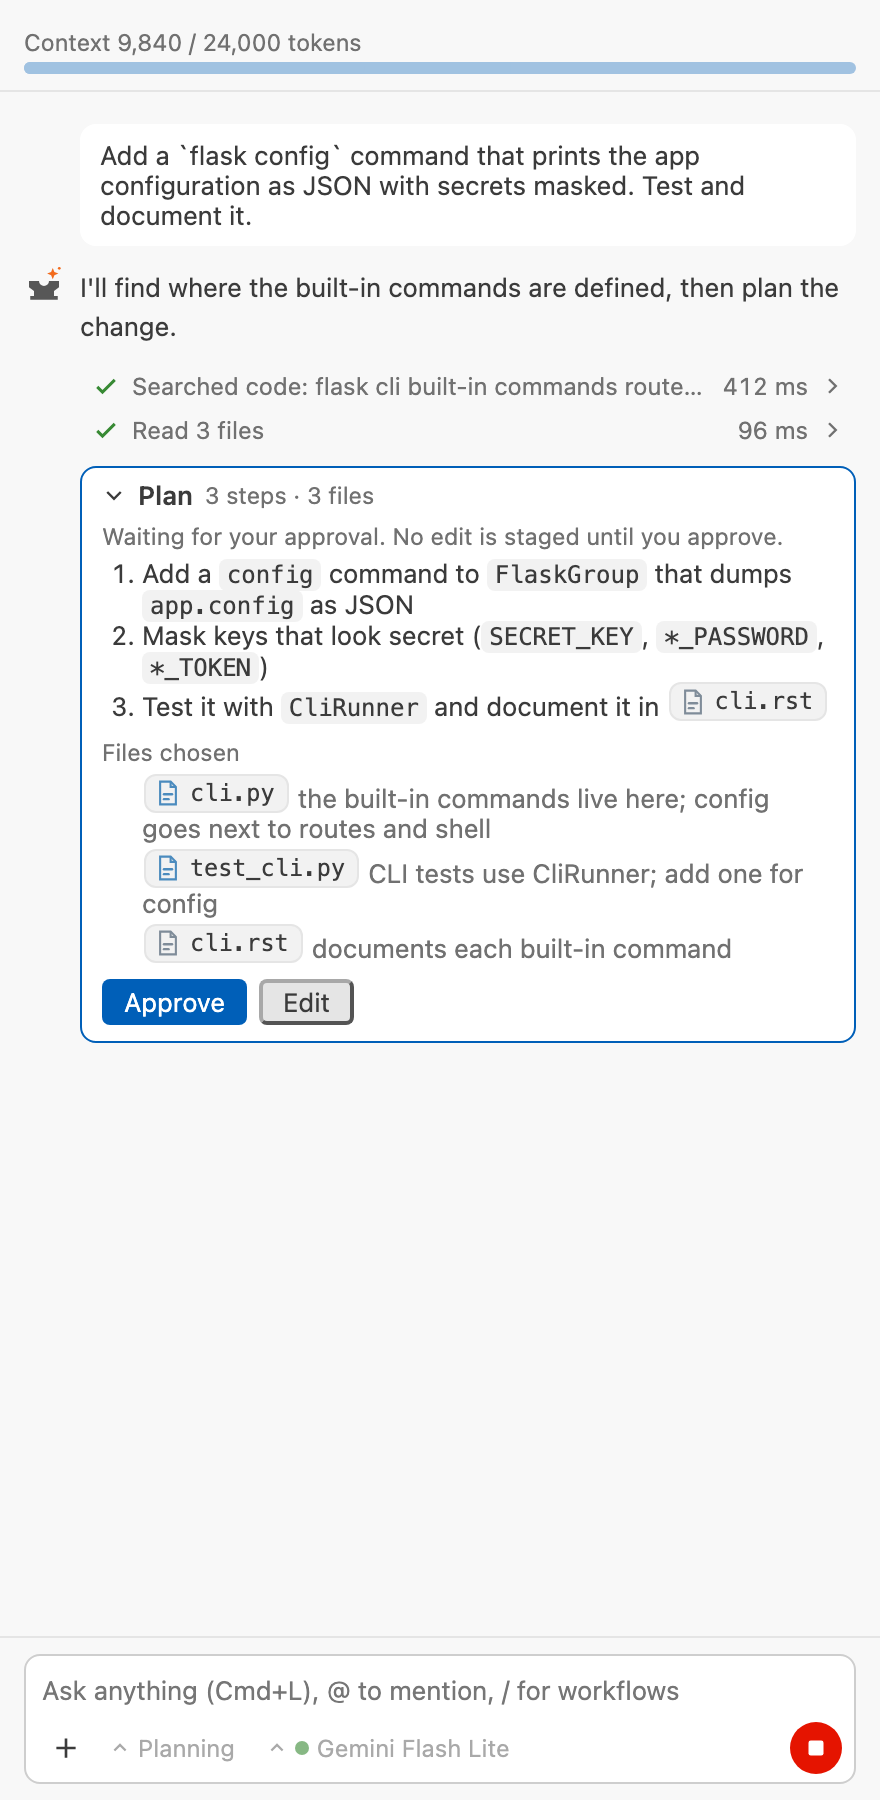 Context 9,840 / 24,000 tokens
Add a `flask config` command that prints the app
configuration as JSON with secrets masked. Test and
document it.
I'll find where the built-in commands are defined, then plan the
change.
Searched code: flask cli built-in commands route... 412 ms
Read 3 files 96 ms
Plan 3 steps · 3 files
Waiting for your approval. No edit is staged until you approve.
1. Add a config command to FlaskGroup that dumps
app.config as JSON
2. Mask keys that look secret (SECRET_KEY, *_PASSWORD,
*_TOKEN)
3. Test it with CliRunner and document it in cli.rst
Files chosen
cli.py the built-in commands live here; config
goes next to routes and shell
test_cli.py CLI tests use CliRunner; add one for
config
cli.rst documents each built-in command
Approve Edit
Ask anything (Cmd+L), @ to mention, / for workflows
Planning Gemini Flash Lite